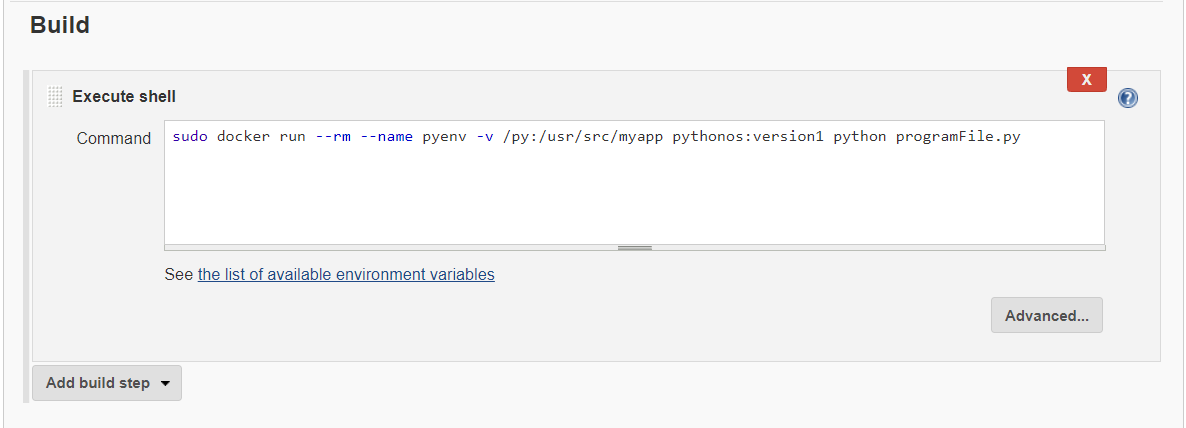 Build
X
Execute shell
?
Command
sudo docker run --rm --name pyenv -v /py:/usr/src/myapp pythonos:version1 python programFile.py
See the list of available environment variables
Advanced...
Add build step